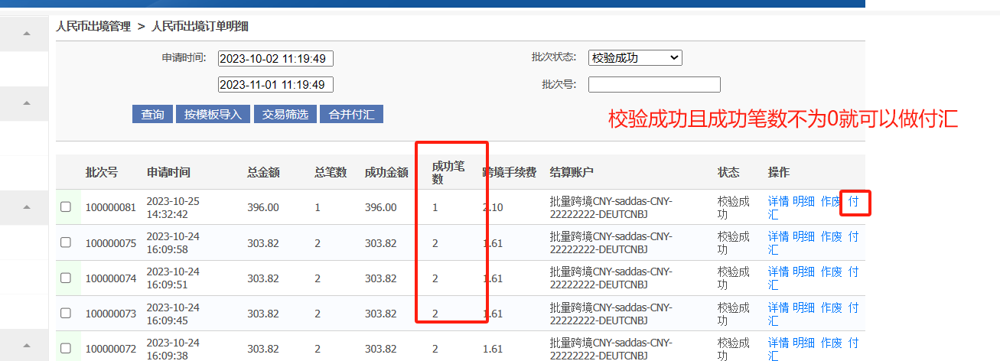 人民币出境管理 > 人民币出境订单明细
申请时间: 2023-10-02 11:19:49 批次状态: 校验成功
2023-11-01 11:19:49 批次号:
查询 按模板导入 交易筛选 合并付汇
校验成功且成功笔数不为0就可以做付汇
批次号 申请时间 总金额 总笔数 成功金额 成功笔数 跨境手续费 结算账户 状态 操作
100000081 2023-10-25 14:32:42 396.00 1 396.00 1 2.10 批量跨境CNY-saddas-CNY-22222222-DEUTCNBJ 校验成功 详情 明细 作废 付汇
100000075 2023-10-24 16:09:58 303.82 2 303.82 2 1.61 批量跨境CNY-saddas-CNY-22222222-DEUTCNBJ 校验成功 详情 明细 作废 付汇
100000074 2023-10-24 16:09:51 303.82 2 303.82 2 1.61 批量跨境CNY-saddas-CNY-22222222-DEUTCNBJ 校验成功 详情 明细 作废 付汇
100000073 2023-10-24 16:09:45 303.82 2 303.82 2 1.61 批量跨境CNY-saddas-CNY-22222222-DEUTCNBJ 校验成功 详情 明细 作废 付汇
100000072 2023-10-24 16:09:38 303.82 2 303.82 2 1.61 批量跨境CNY-saddas-CNY-22222222-DEUTCNBJ 校验成功 详情 明细 作废 付汇